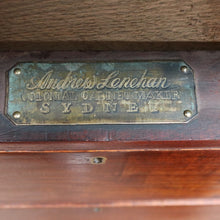 Andrew Lenehan
COLONIAL CABINET MAKER
SYDNEY